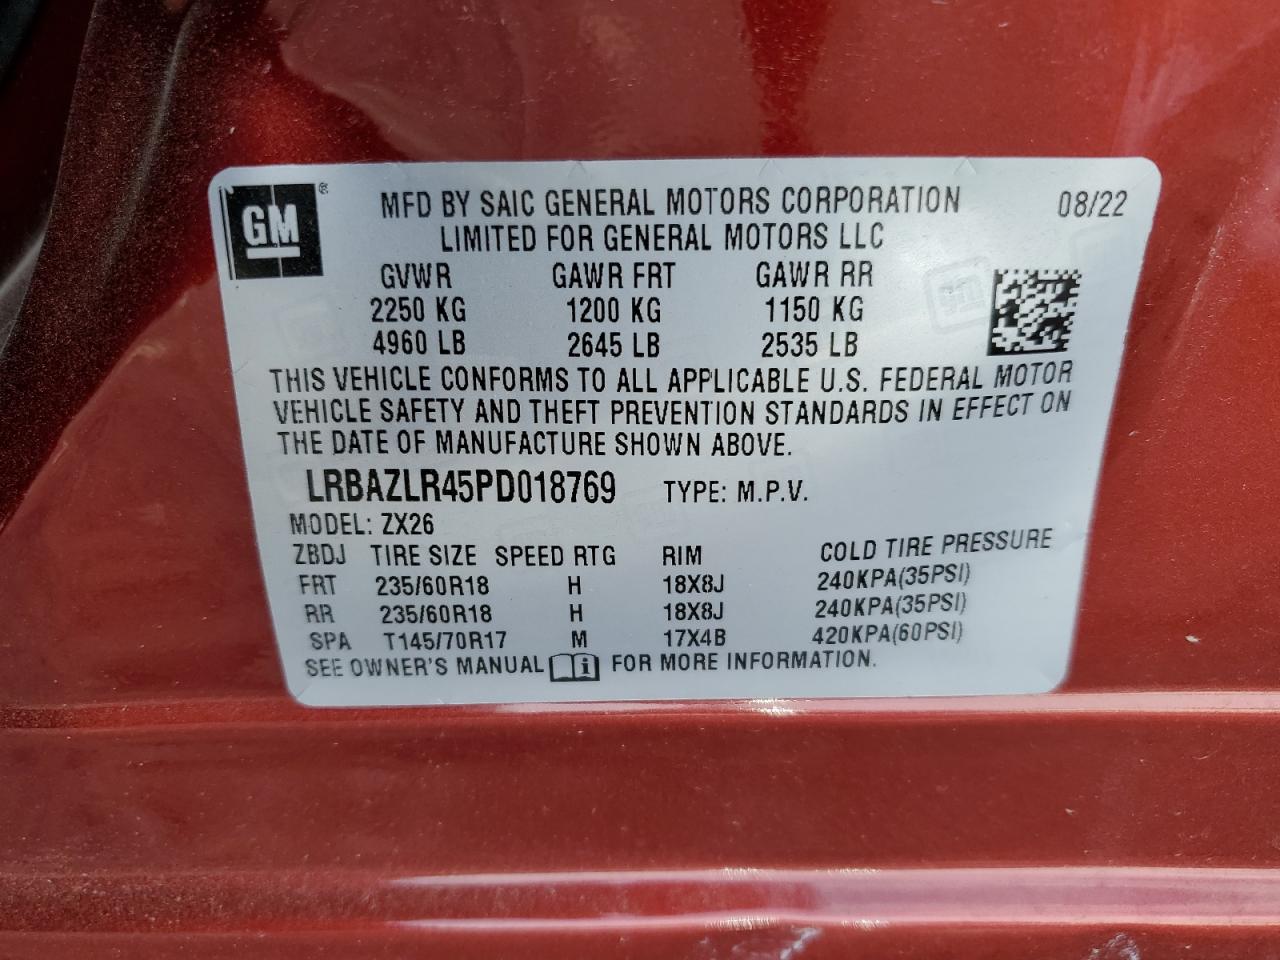 GM ®
MFD BY SAIC GENERAL MOTORS CORPORATION 08/22
LIMITED FOR GENERAL MOTORS LLC
GVWR GAWR FRT GAWR RR
2250 KG 1200 KG 1150 KG
4960 LB 2645 LB 2535 LB
THIS VEHICLE CONFORMS TO ALL APPLICABLE U.S. FEDERAL MOTOR
VEHICLE SAFETY AND THEFT PREVENTION STANDARDS IN EFFECT ON
THE DATE OF MANUFACTURE SHOWN ABOVE.
LRBAZLR45PD018769 TYPE: M.P.V.
MODEL: ZX26
ZBDJ TIRE SIZE SPEED RTG RIM COLD TIRE PRESSURE
FRT 235/60R18 H 18X8J 240KPA(35PSI)
RR 235/60R18 H 18X8J 240KPA(35PSI)
SPA T145/70R17 M 17X4B 420KPA(60PSI)
SEE OWNER'S MANUAL i FOR MORE INFORMATION.